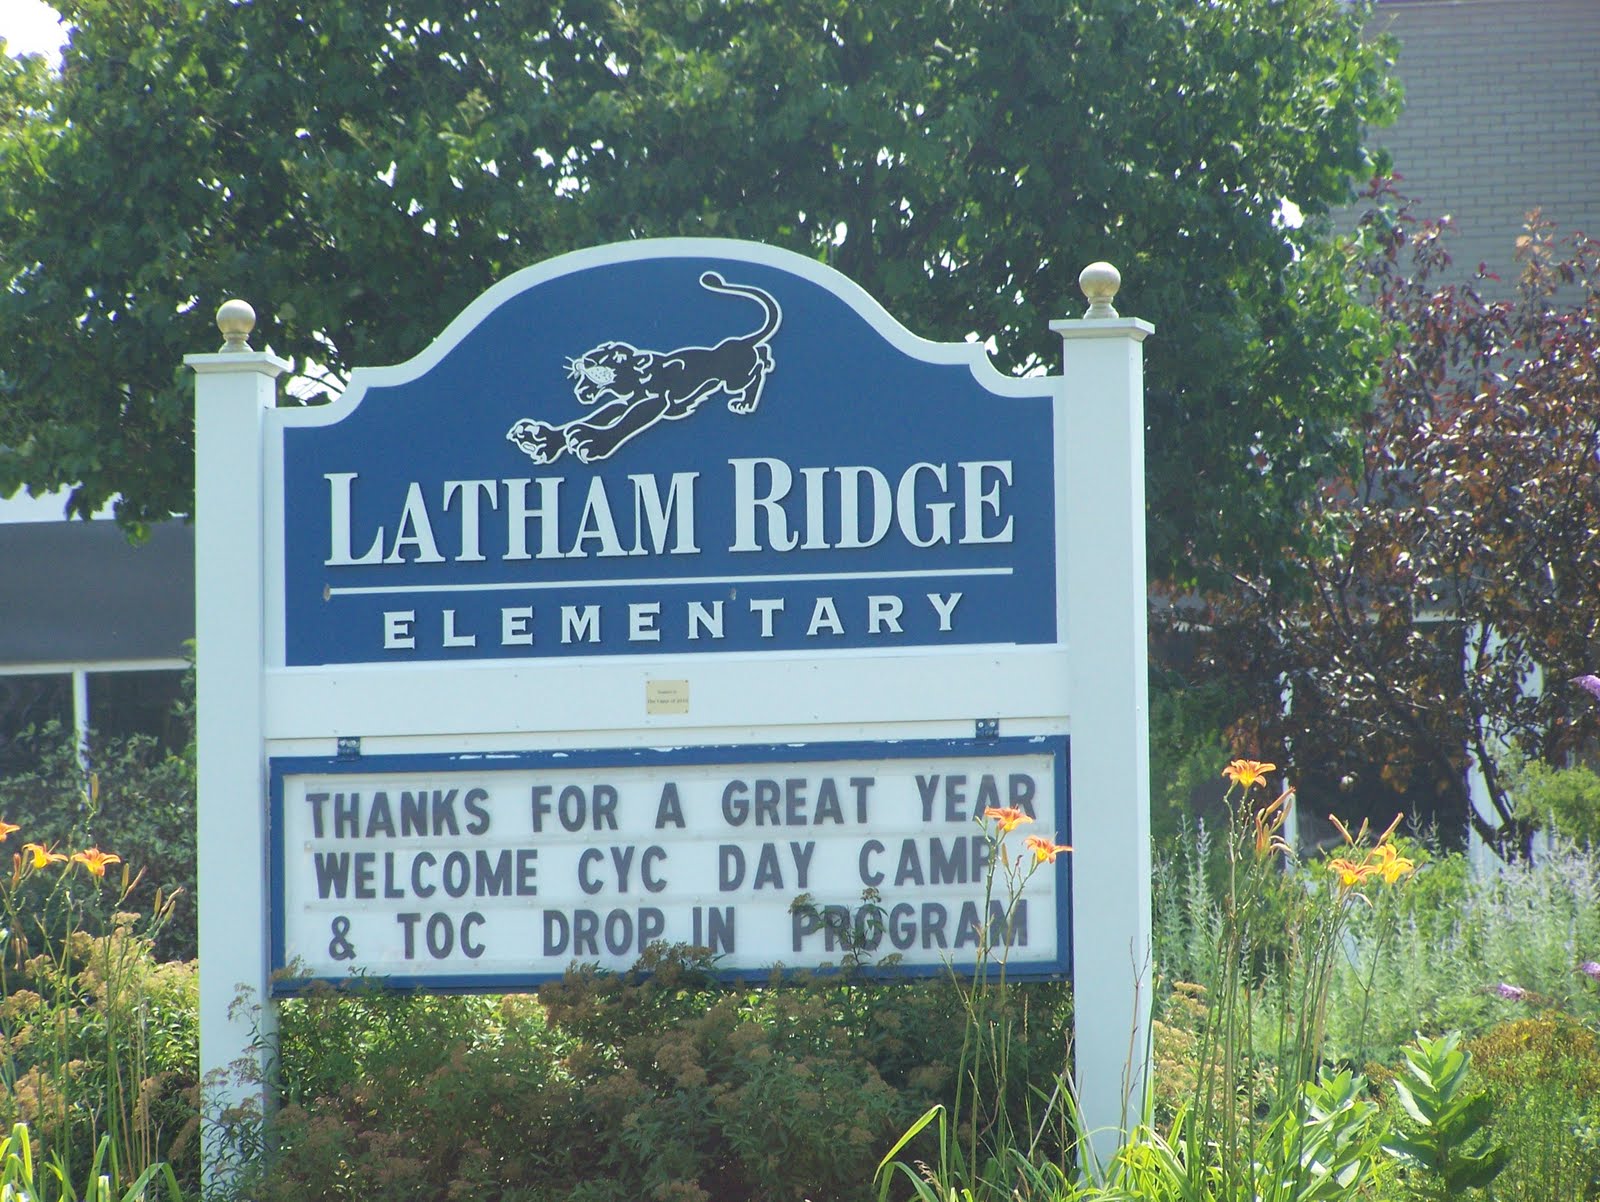 LATHAM RIDGE
ELEMENTARY
THANKS FOR A GREAT YEAR
WELCOME CYC DAY CAMP
& TOC DROP IN PROGRAM